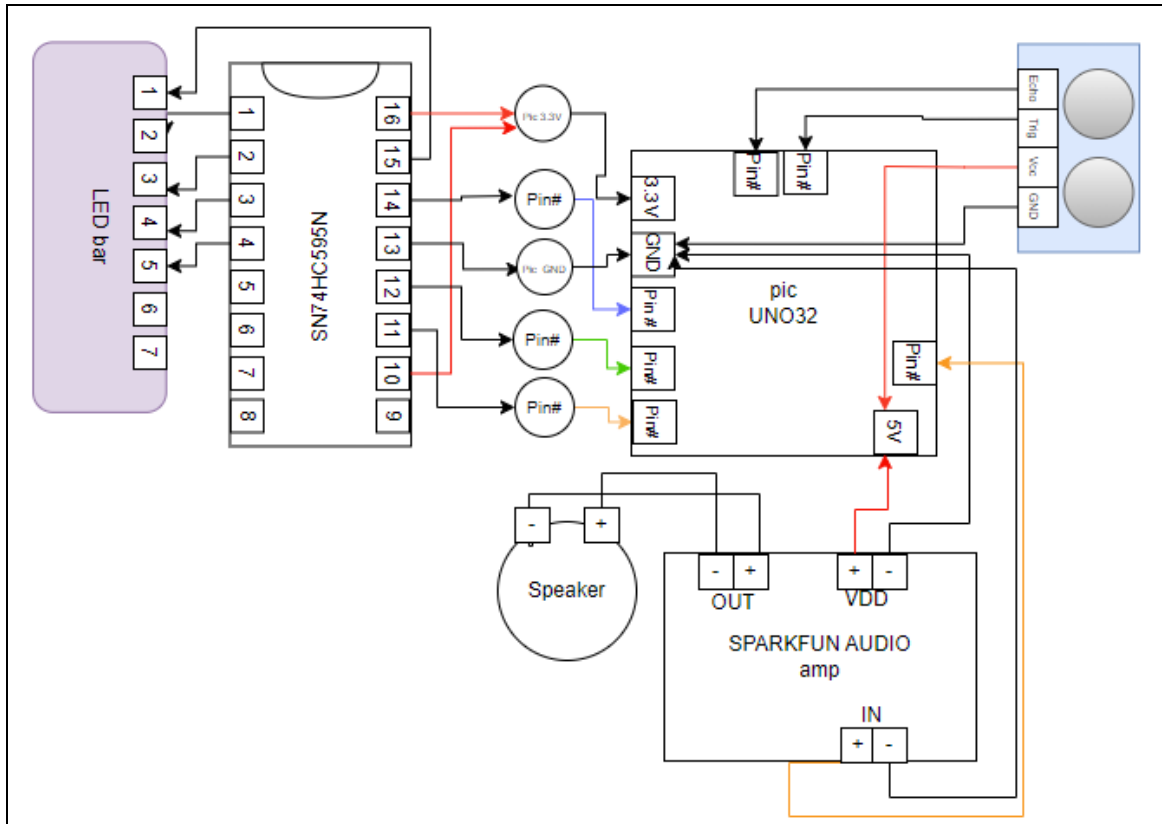 LED bar
1
2
3
4
5
6
7
SN74HC595N
1
2
3
4
5
6
7
8
16
15
14
13
12
11
10
9
Pic 3.3V
Pin#
Pic GND
Pin#
Pin#
pic
UNO32
3.3V
GND
Pin #
Pin#
Pin#
Pin#
Pin#
Pin#
5V
Echo
Trig
Vcc
GND
- +
Speaker
- + + -
OUT VDD
SPARKFUN AUDIO
amp
IN
+ -